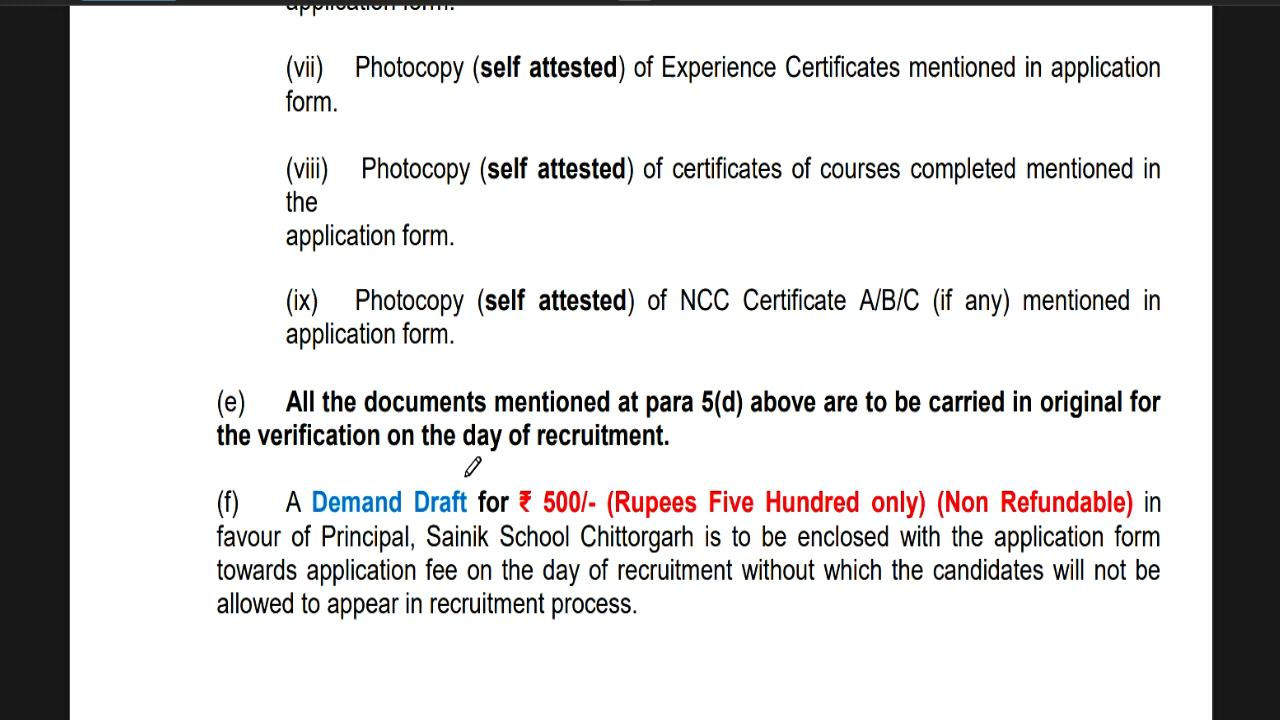 application form.
(vii) Photocopy (self attested) of Experience Certificates mentioned in application
form.
(viii) Photocopy (self attested) of certificates of courses completed mentioned in
the
application form.
(ix) Photocopy (self attested) of NCC Certificate A/B/C (if any) mentioned in
application form.
(e) All the documents mentioned at para 5(d) above are to be carried in original for
the verification on the day of recruitment.
(f) A Demand Draft for ₹ 500/- (Rupees Five Hundred only) (Non Refundable) in
favour of Principal, Sainik School Chittorgarh is to be enclosed with the application form
towards application fee on the day of recruitment without which the candidates will not be
allowed to appear in recruitment process.